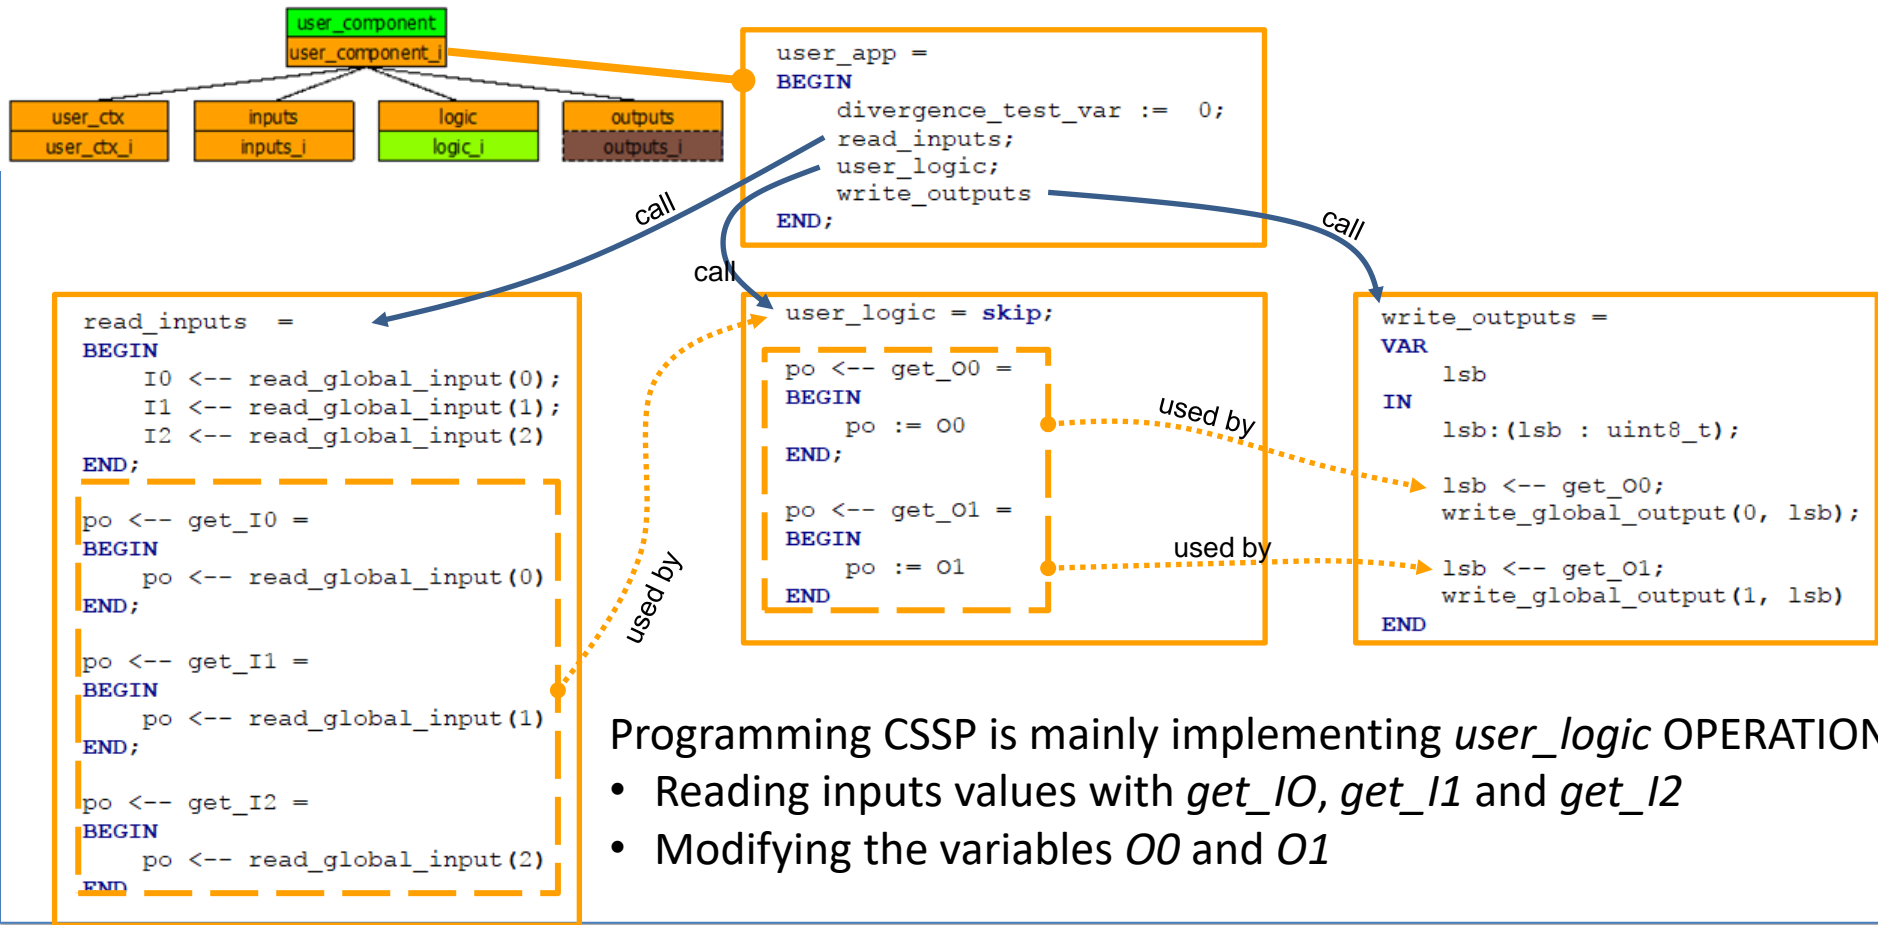 user_component
user_component_i
user_ctx
user_ctx_i
inputs
inputs_i
logic
logic_i
outputs
outputs_i
user_app =
BEGIN
divergence_test_var := 0;
read_inputs;
user_logic;
write_outputs
END;
call
call
call
read_inputs =
BEGIN
I0 <-- read_global_input(0);
I1 <-- read_global_input(1);
I2 <-- read_global_input(2)
END;
po <-- get_I0 =
BEGIN
po <-- read_global_input(0)
END;
po <-- get_I1 =
BEGIN
po <-- read_global_input(1)
END;
po <-- get_I2 =
BEGIN
po <-- read_global_input(2)
END
used by
user_logic = skip;
po <-- get_O0 =
BEGIN
po := O0
END;
po <-- get_O1 =
BEGIN
po := O1
END
used by
used by
write_outputs =
VAR
lsb
IN
lsb:(lsb : uint8_t);
lsb <-- get_O0;
write_global_output(0, lsb);
lsb <-- get_O1;
write_global_output(1, lsb)
END
Programming CSSP is mainly implementing user_logic OPERATION
• Reading inputs values with get_IO, get_I1 and get_I2
• Modifying the variables O0 and O1